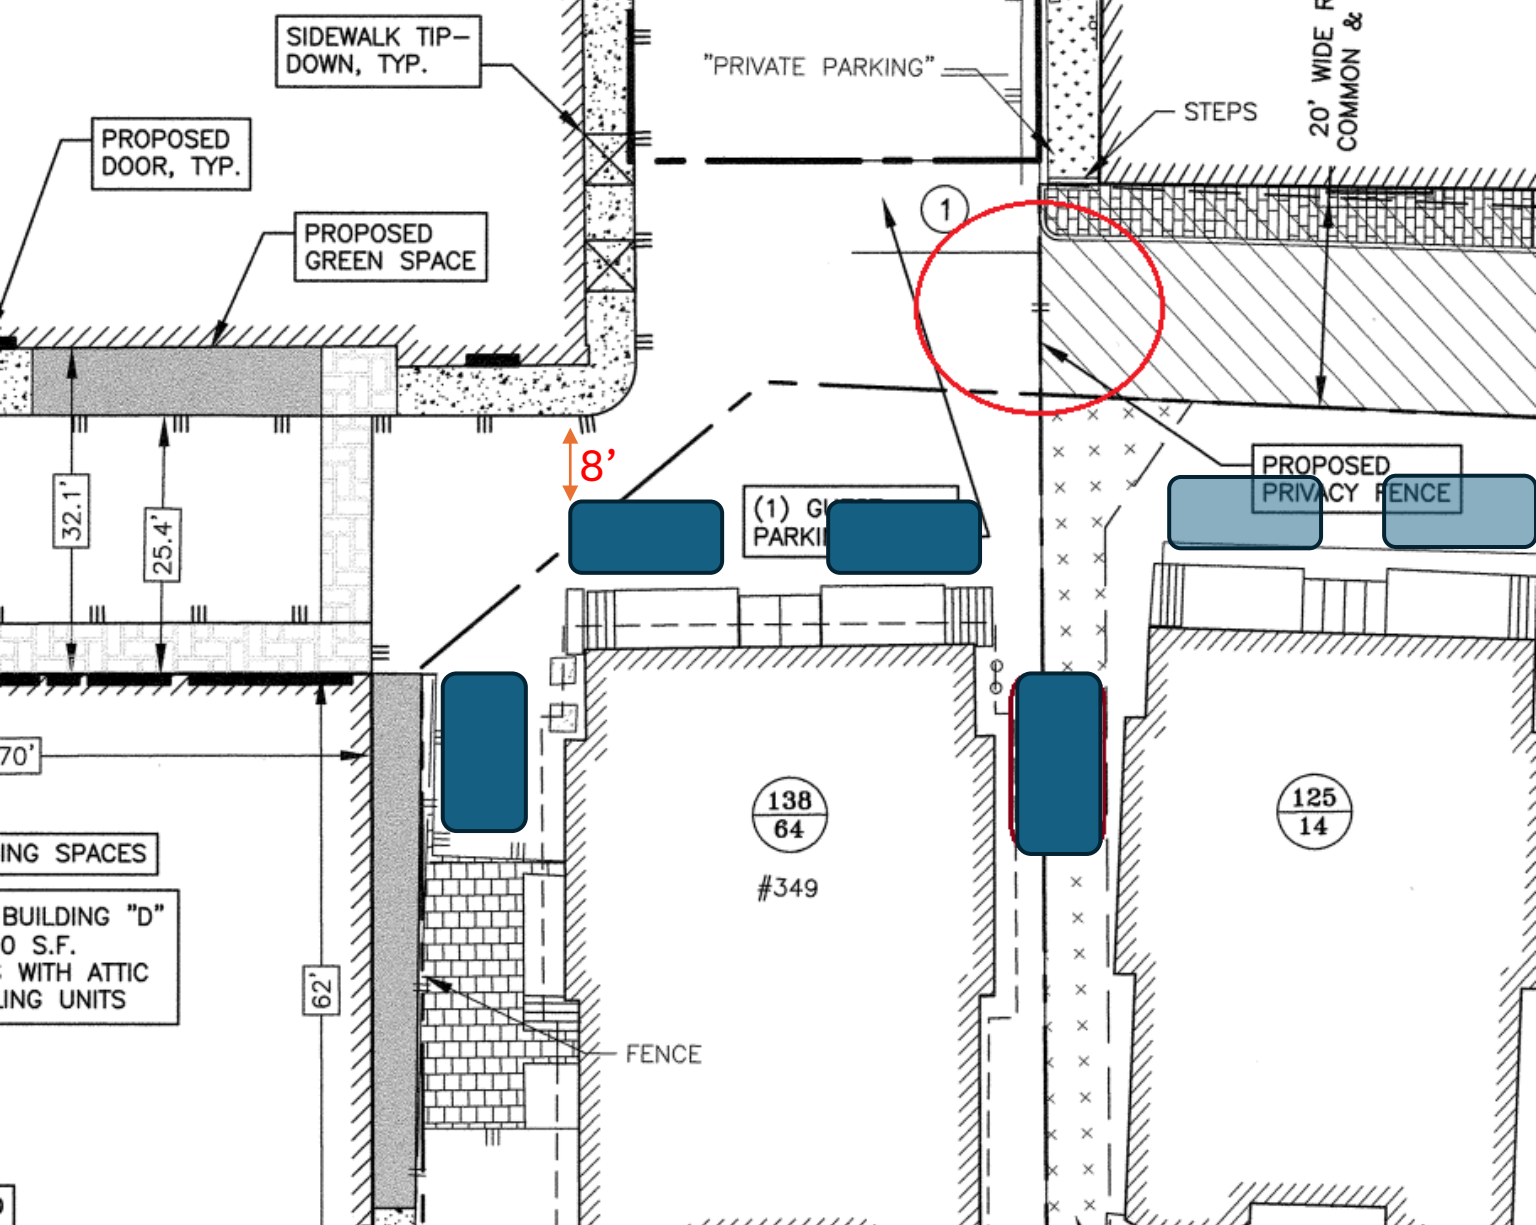 SIDEWALK TIP-
DOWN, TYP.
"PRIVATE PARKING"
STEPS
20' WIDE
COMMON &
PROPOSED
DOOR, TYP.
PROPOSED
GREEN SPACE
1
8'
32.1'
25.4'
(1)
PROPOSED
PRIVACY FENCE
70'
138
64
#349
125
14
ING SPACES
BUILDING "D"
0 S.F.
WITH ATTIC
LING UNITS
62'
FENCE